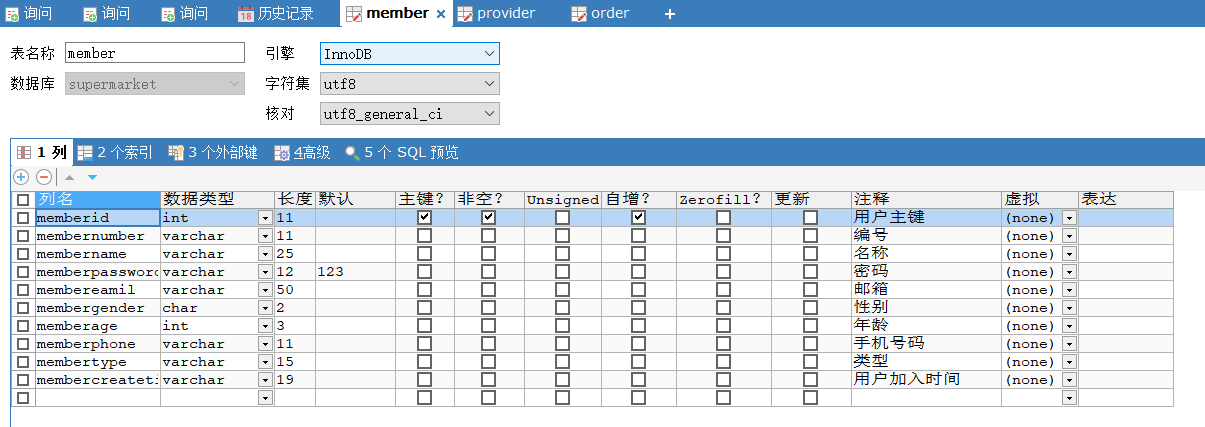 询问 询问 询问 历史记录 member provider order
表名称 member 引擎 InnoDB
数据库 supermarket 字符集 utf8
核对 utf8_general_ci
1 列 2 个索引 3 个外部键 4高级 5 个 SQL 预览
列名 数据类型 长度 默认 主键? 非空? Unsigned 自增? Zerofill? 更新 注释 虚拟 表达
memberid int 11 用户主键 (none)
membernumber varchar 11 编号 (none)
membername varchar 25 名称 (none)
memberpassword varchar 12 123 密码 (none)
membereamil varchar 50 邮箱 (none)
membergender char 2 性别 (none)
memberage int 3 年龄 (none)
memberphone varchar 11 手机号码 (none)
membertype varchar 15 类型 (none)
membercreateti varchar 19 用户加入时间 (none)